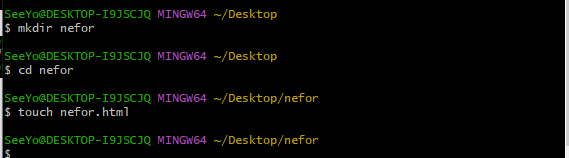 SeeYo@DESKTOP-I9JSCJQ MINGW64 ~/Desktop
$ mkdir nefor
SeeYo@DESKTOP-I9JSCJQ MINGW64 ~/Desktop
$ cd nefor
SeeYo@DESKTOP-I9JSCJQ MINGW64 ~/Desktop/nefor
$ touch nefor.html
SeeYo@DESKTOP-I9JSCJQ MINGW64 ~/Desktop/nefor
$